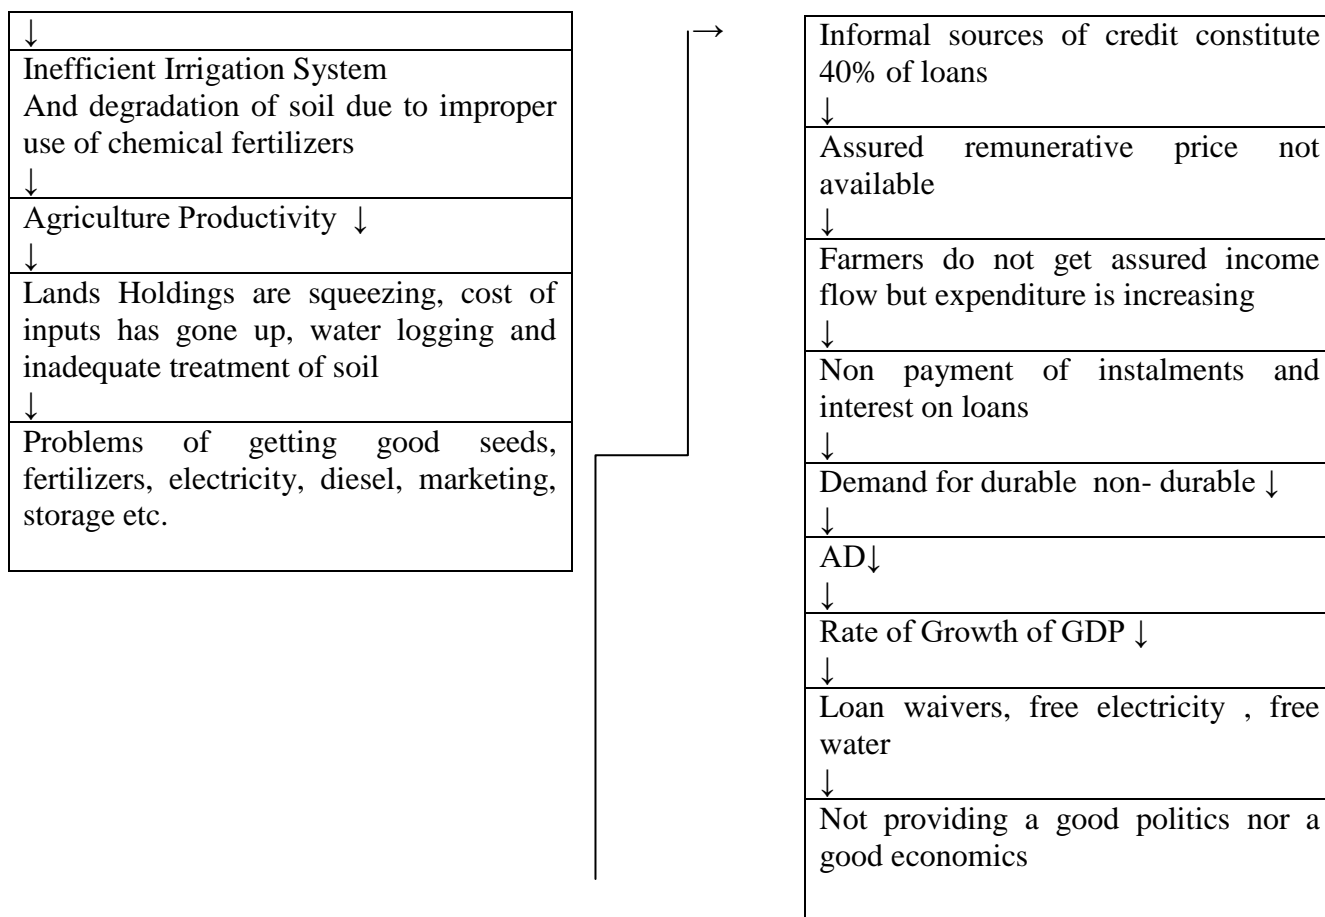 ↓
Inefficient Irrigation System
And degradation of soil due to improper
use of chemical fertilizers
↓
Agriculture Productivity ↓
↓
Lands Holdings are squeezing, cost of
inputs has gone up, water logging and
inadequate treatment of soil
↓
Problems of getting good seeds,
fertilizers, electricity, diesel, marketing,
storage etc.
→
Informal sources of credit constitute
40% of loans
↓
Assured remunerative price not
available
↓
Farmers do not get assured income
flow but expenditure is increasing
↓
Non payment of instalments and
interest on loans
↓
Demand for durable non- durable ↓
↓
AD↓
↓
Rate of Growth of GDP ↓
↓
Loan waivers, free electricity , free
water
↓
Not providing a good politics nor a
good economics